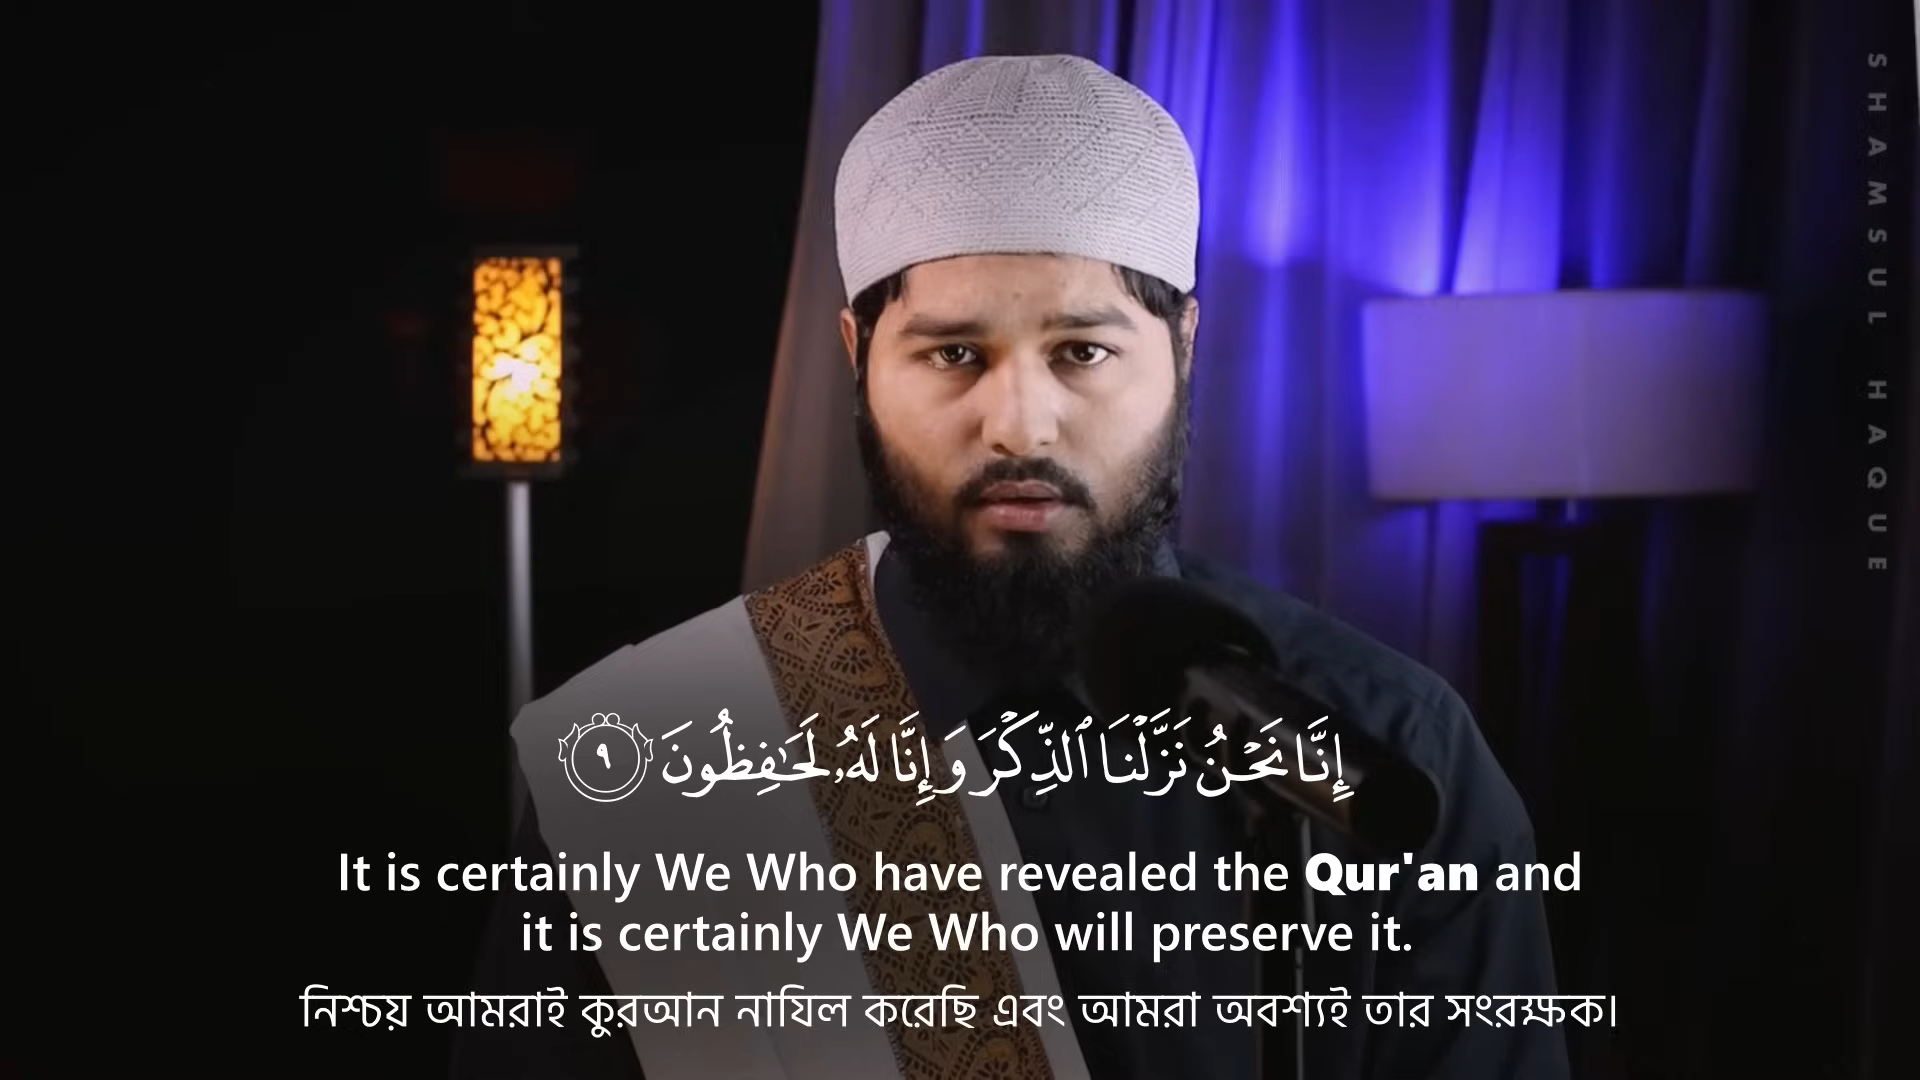 SHAMSUL HAQUE
إِنَّا نَحْنُ نَزَّلْنَا ٱلذِّكْرَ وَإِنَّا لَهُۥ لَحَـٰفِظُونَ ٩
It is certainly We Who have revealed the Qur'an and
it is certainly We Who will preserve it.
নিশ্চয় আমরাই কুরআন নাযিল করেছি এবং আমরা অবশ্যই তার সংরক্ষক।